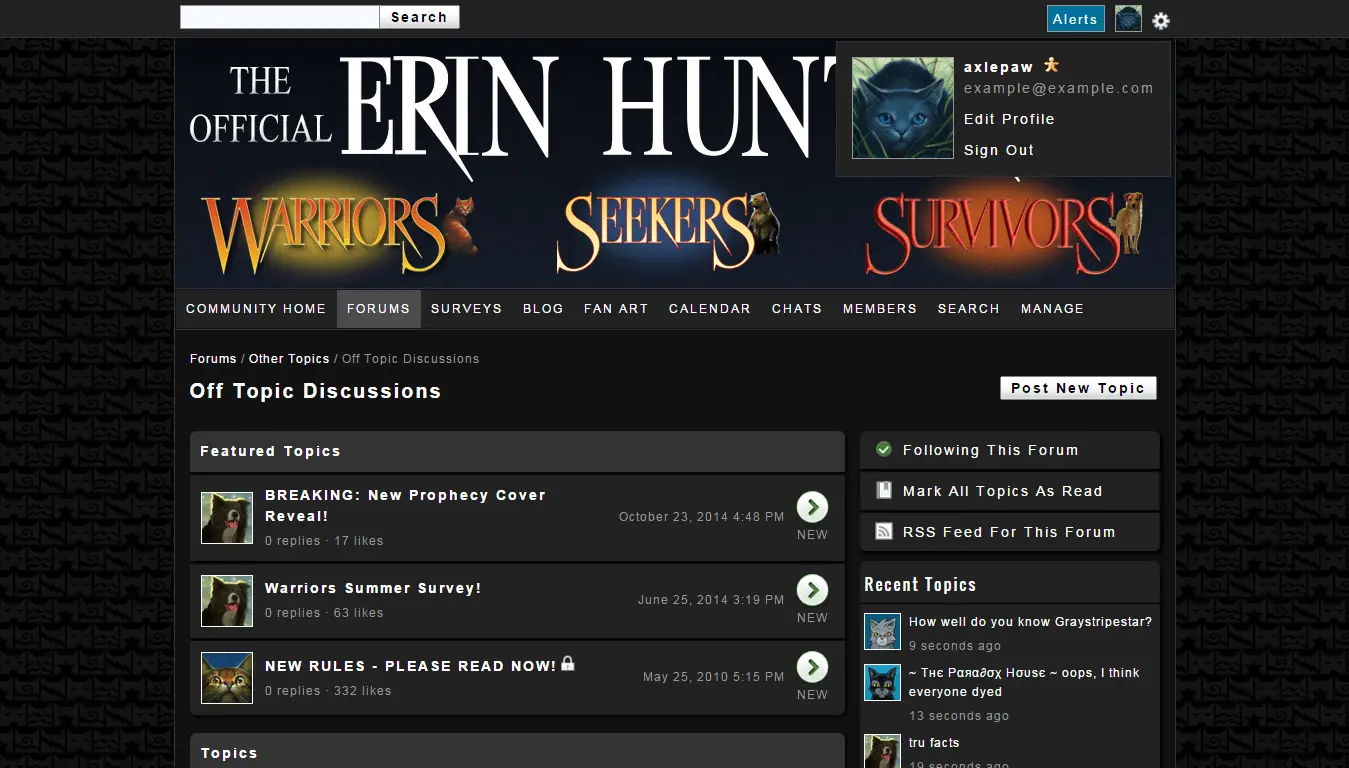 Search
Alerts
THE
OFFICIAL
ERIN HUNT
axlepaw
example@example.com
Edit Profile
Sign Out
WARRIORS
SEEKERS
SURVIVORS
COMMUNITY HOME FORUMS SURVEYS BLOG FAN ART CALENDAR CHATS MEMBERS SEARCH MANAGE
Forums / Other Topics / Off Topic Discussions
Off Topic Discussions
Post New Topic
Featured Topics
BREAKING: New Prophecy Cover
Reveal!
0 replies · 17 likes
October 23, 2014 4:48 PM
NEW
Warriors Summer Survey!
0 replies · 63 likes
June 25, 2014 3:19 PM
NEW
NEW RULES - PLEASE READ NOW!
0 replies · 332 likes
May 25, 2010 5:15 PM
NEW
Topics
Following This Forum
Mark All Topics As Read
RSS Feed For This Forum
Recent Topics
How well do you know Graystripestar?
9 seconds ago
~ Tнε Pαяα∂σχ Hσυsε ~ oops, I think
everyone dyed
13 seconds ago
tru facts
19 seconds ago